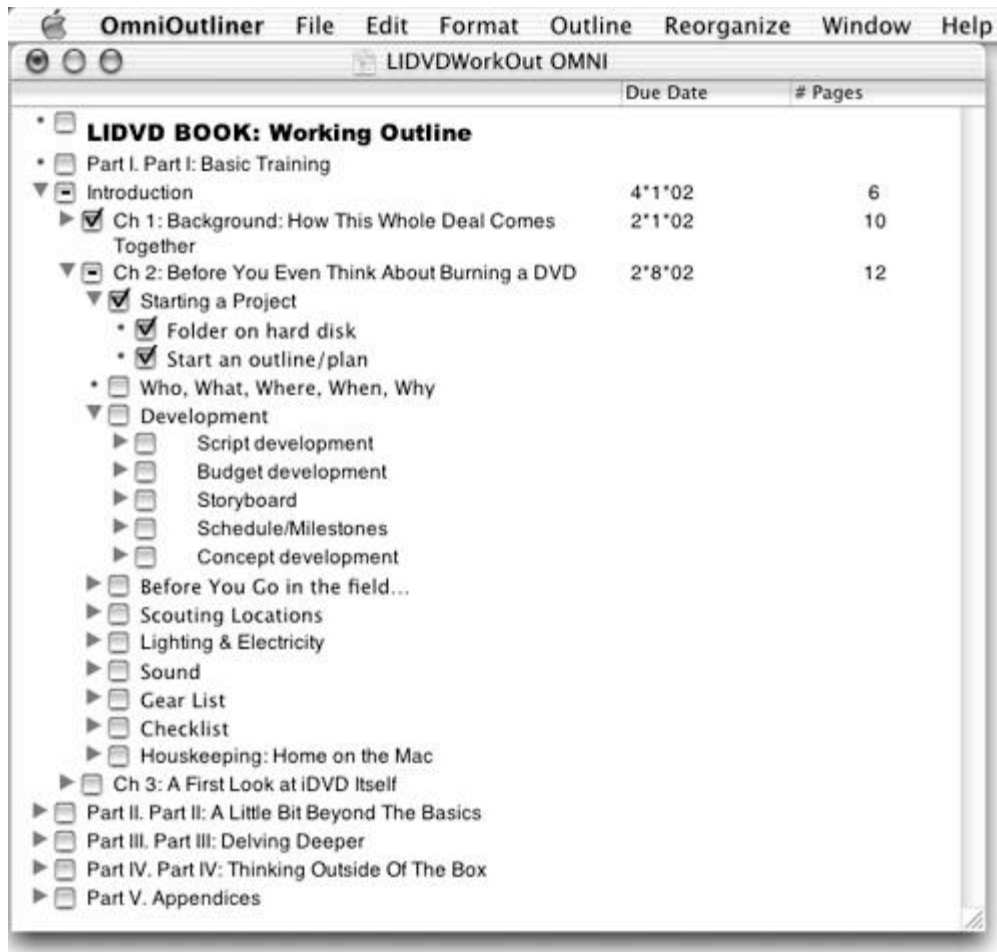 OmniOutliner File Edit Format Outline Reorganize Window Help
LIDVDWorkOut OMNI
Due Date # Pages
LIDVD BOOK: Working Outline
Part I. Part I: Basic Training
Introduction 4*1*02 6
Ch 1: Background: How This Whole Deal Comes 2*1*02 10
Together
Ch 2: Before You Even Think About Burning a DVD 2*8*02 12
Starting a Project
Folder on hard disk
Start an outline/plan
Who, What, Where, When, Why
Development
Script development
Budget development
Storyboard
Schedule/Milestones
Concept development
Before You Go in the field...
Scouting Locations
Lighting & Electricity
Sound
Gear List
Checklist
Houskeeping: Home on the Mac
Ch 3: A First Look at iDVD Itself
Part II. Part II: A Little Bit Beyond The Basics
Part III. Part III: Delving Deeper
Part IV. Part IV: Thinking Outside Of The Box
Part V. Appendices